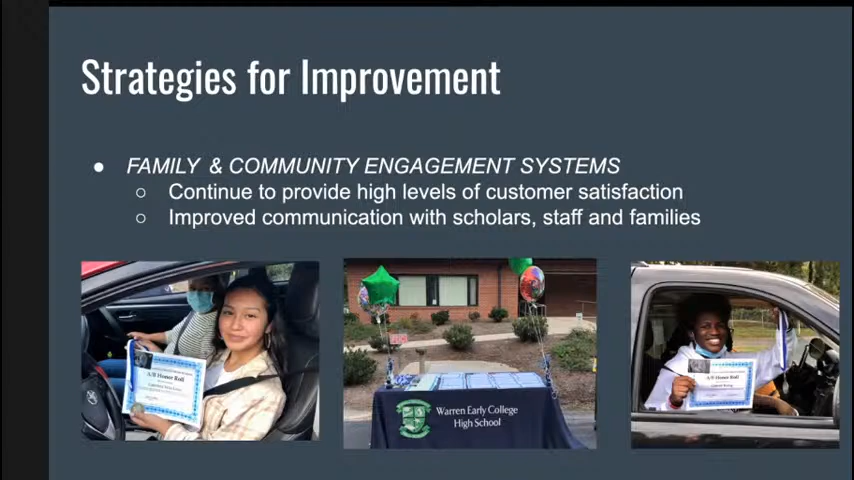 Strategies for Improvement
● FAMILY & COMMUNITY ENGAGEMENT SYSTEMS
○ Continue to provide high levels of customer satisfaction
○ Improved communication with scholars, staff and families
A/B Honor Roll
Warren Early College
High School
A/B Honor Roll